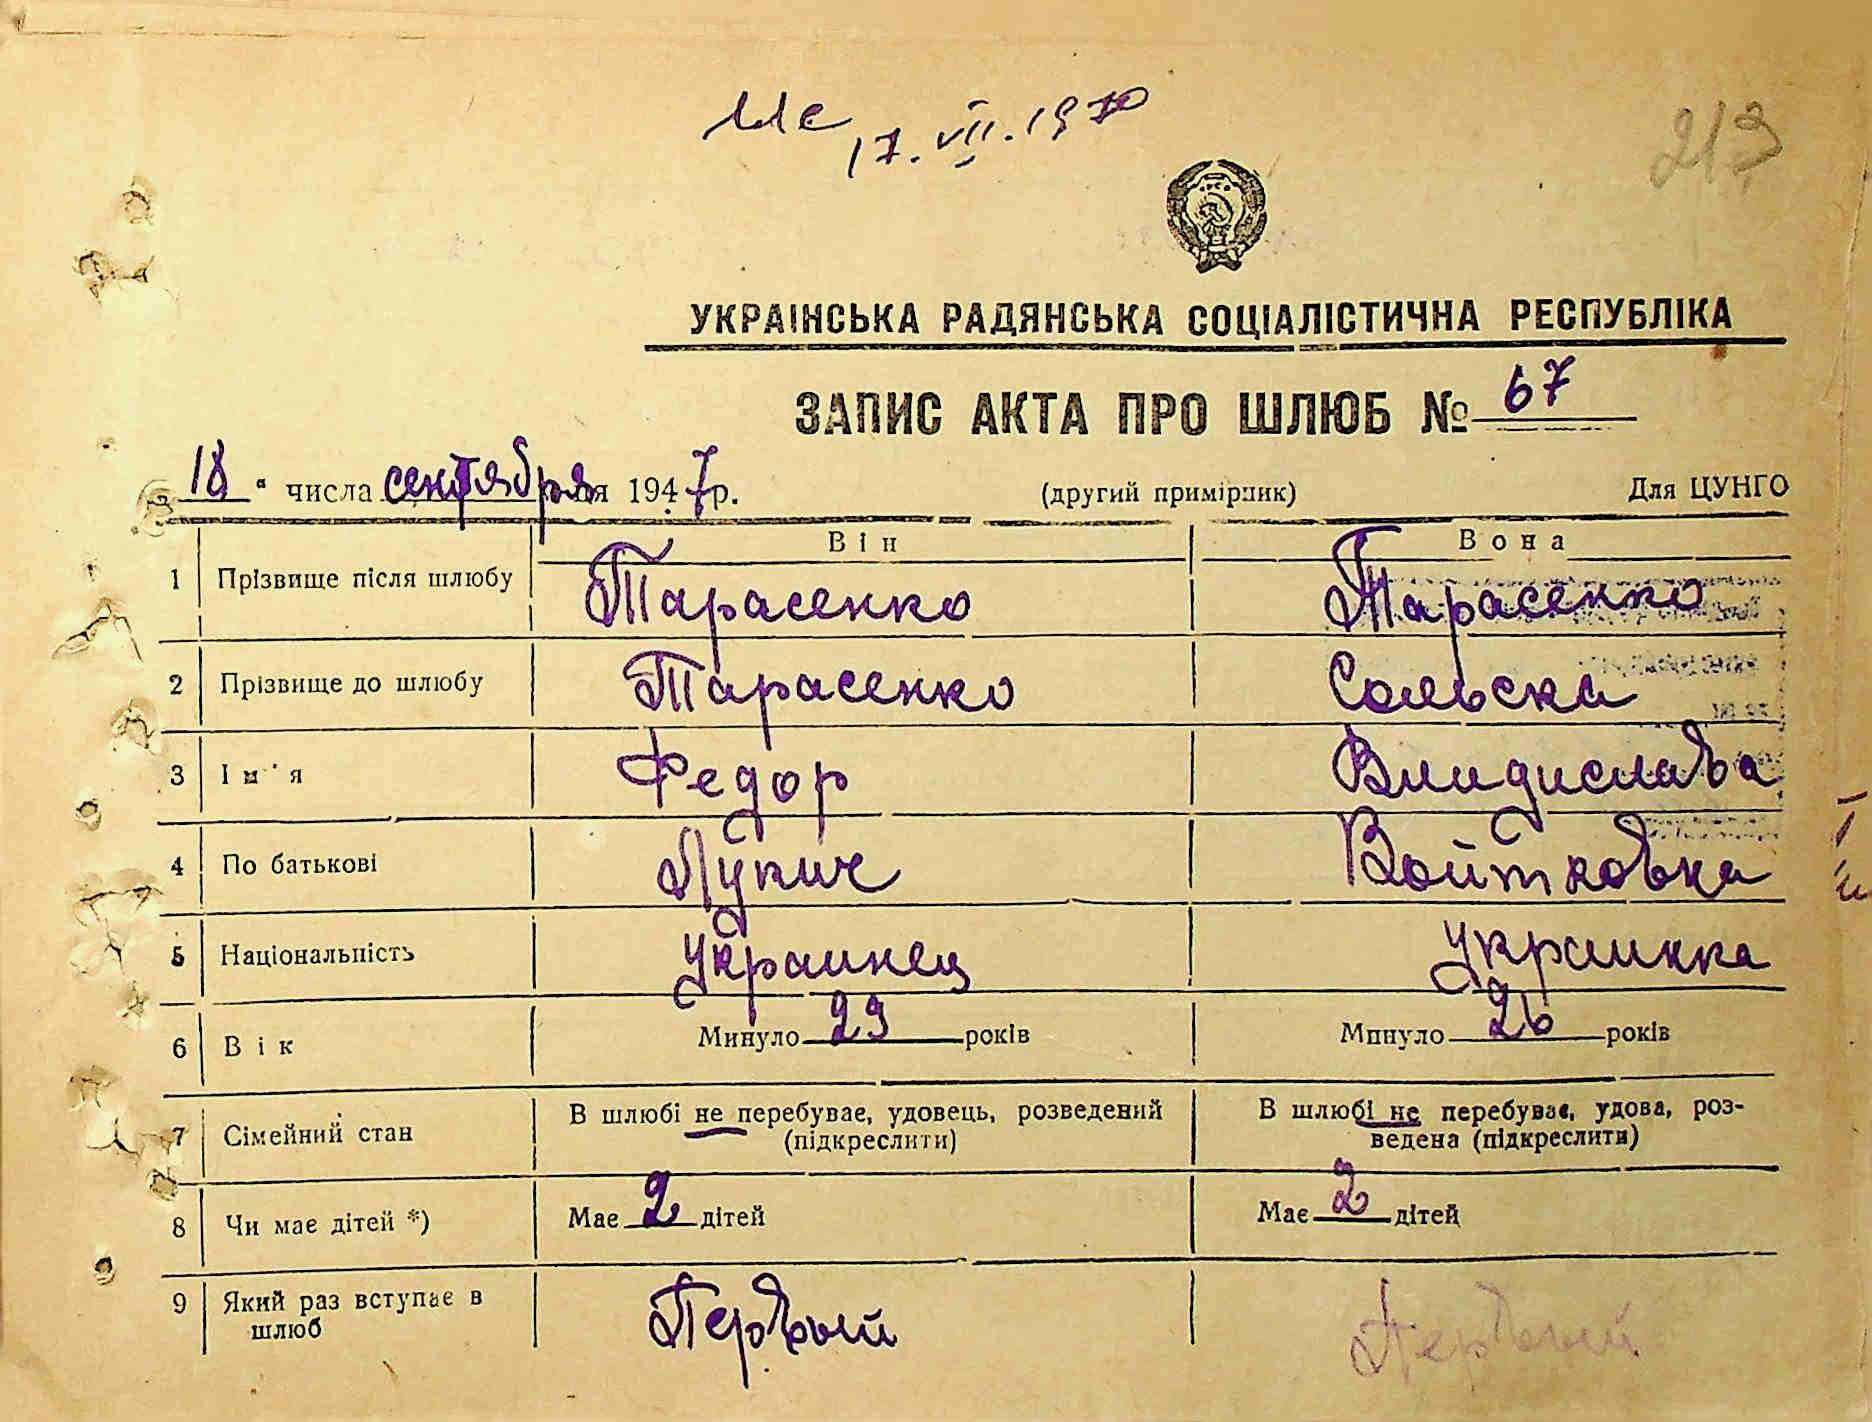 17.VII.1970
213
УКРАЇНСЬКА РАДЯНСЬКА СОЦІАЛІСТИЧНА РЕСПУБЛІКА
ЗАПИС АКТА ПРО ШЛЮБ № 67
18 " числа сентября 1947р. (другий примірник) Для ЦУНГО
Він Вона
1 Прізвище після шлюбу Тарасенко Тарасенко
2 Прізвище до шлюбу Тарасенко Сольска
3 Ім'я Федор Владислава
4 По батькові Лукич Войтковна
5 Національність Украинец Украинка
6 Вік Минуло 23 років Минуло 26 років
7 Сімейний стан В шлюбі не перебуває, удовець, розведений (підкреслити) В шлюбі не перебуває, удова, роз-
ведена (підкреслити)
8 Чи має дітей *) Має 2 дітей Має 2 дітей
9 Який раз вступає в шлюб Первый Первый